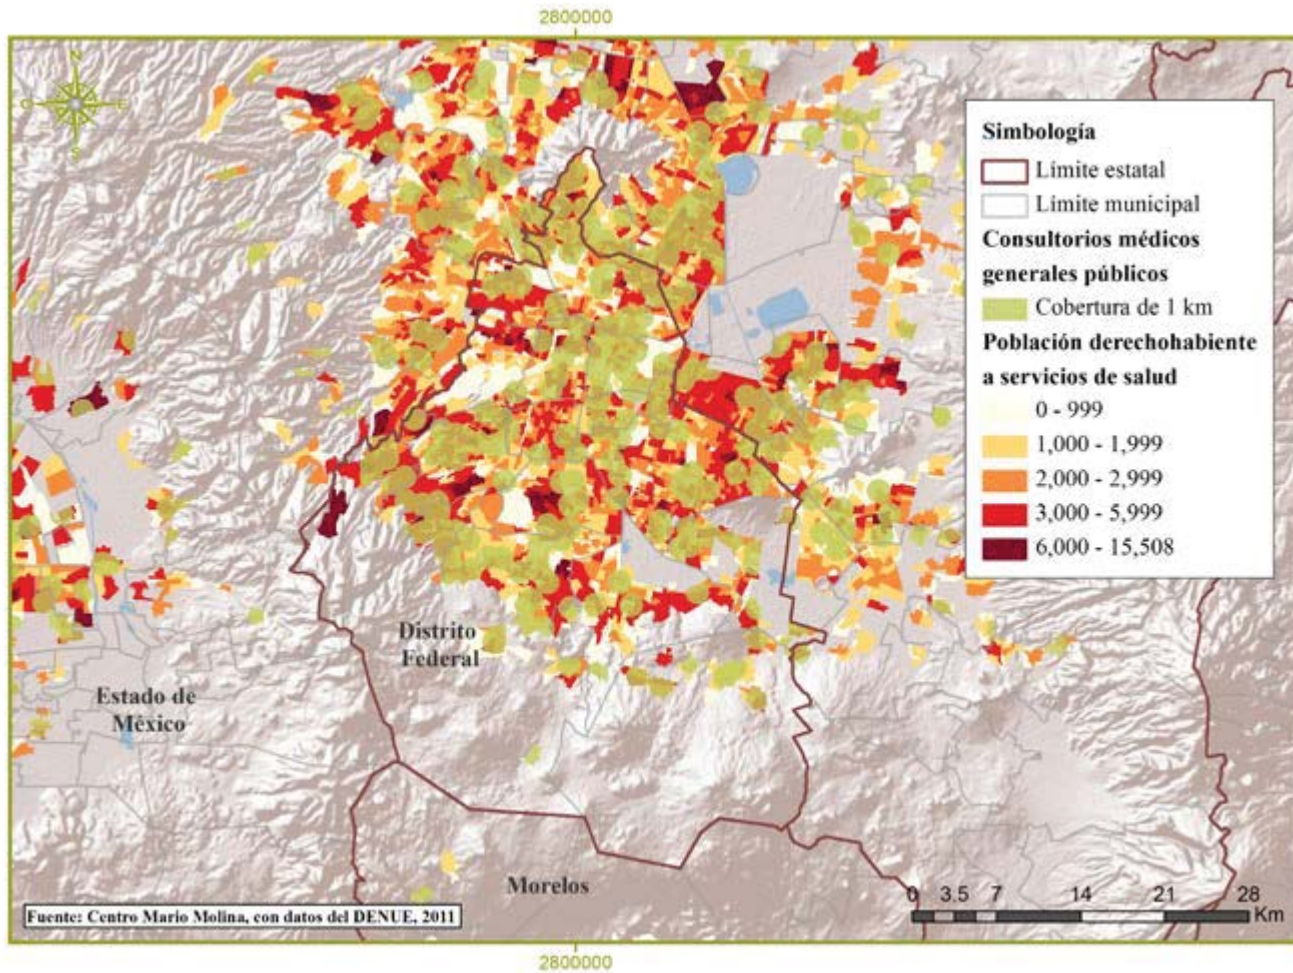 2800000
N
O
E
S
Simbología
Límite estatal
Límite municipal
Consultorios médicos
generales públicos
Cobertura de 1 km
Población derechohabiente
a servicios de salud
0 - 999
1,000 - 1,999
2,000 - 2,999
3,000 - 5,999
6,000 - 15,508
Distrito
Federal
Estado de
México
Morelos
0 3.5 7 14 21 28
Km
Fuente: Centro Mario Molina, con datos del DENUE, 2011
2800000